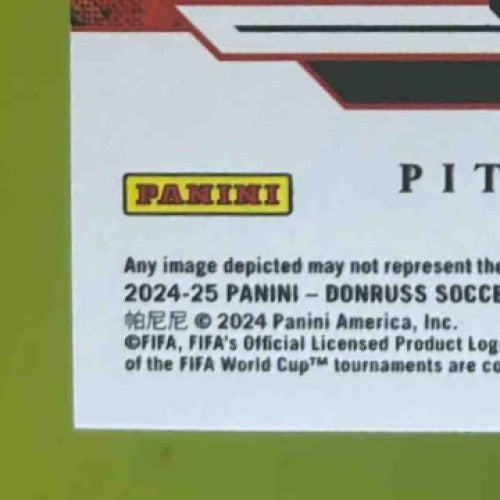 PANINI
PIT
Any image depicted may not represent the
2024-25 PANINI – DONRUSS SOCCE
帕尼尼 © 2024 Panini America, Inc.
©FIFA, FIFA's Official Licensed Product Log
of the FIFA World Cup™ tournaments are co